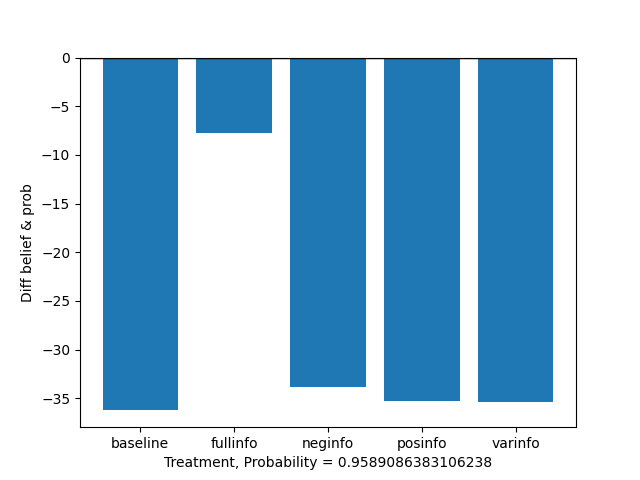 0
−5
−10
−15
−20
−25
−30
−35
Diff belief & prob
baseline fullinfo neginfo posinfo varinfo
Treatment, Probability = 0.9589086383106238